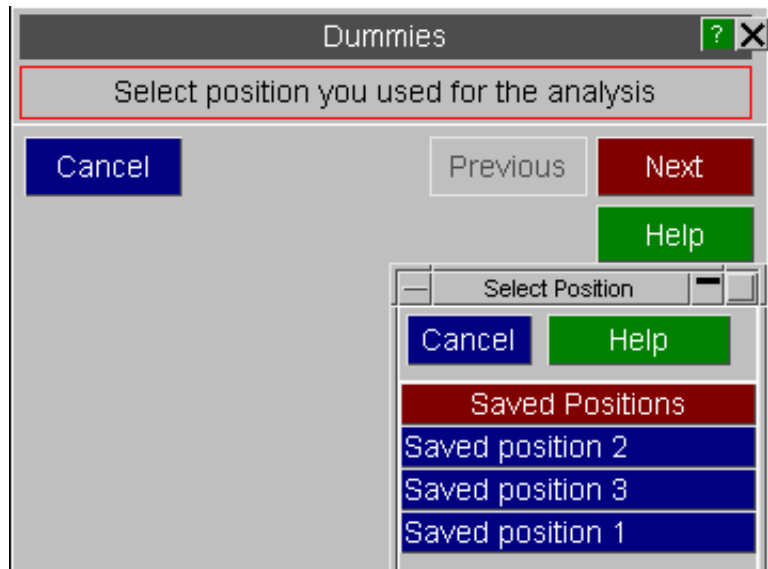 Dummies ?
Select position you used for the analysis
Cancel Previous Next
Help
Select Position
Cancel Help
Saved Positions
Saved position 2
Saved position 3
Saved position 1